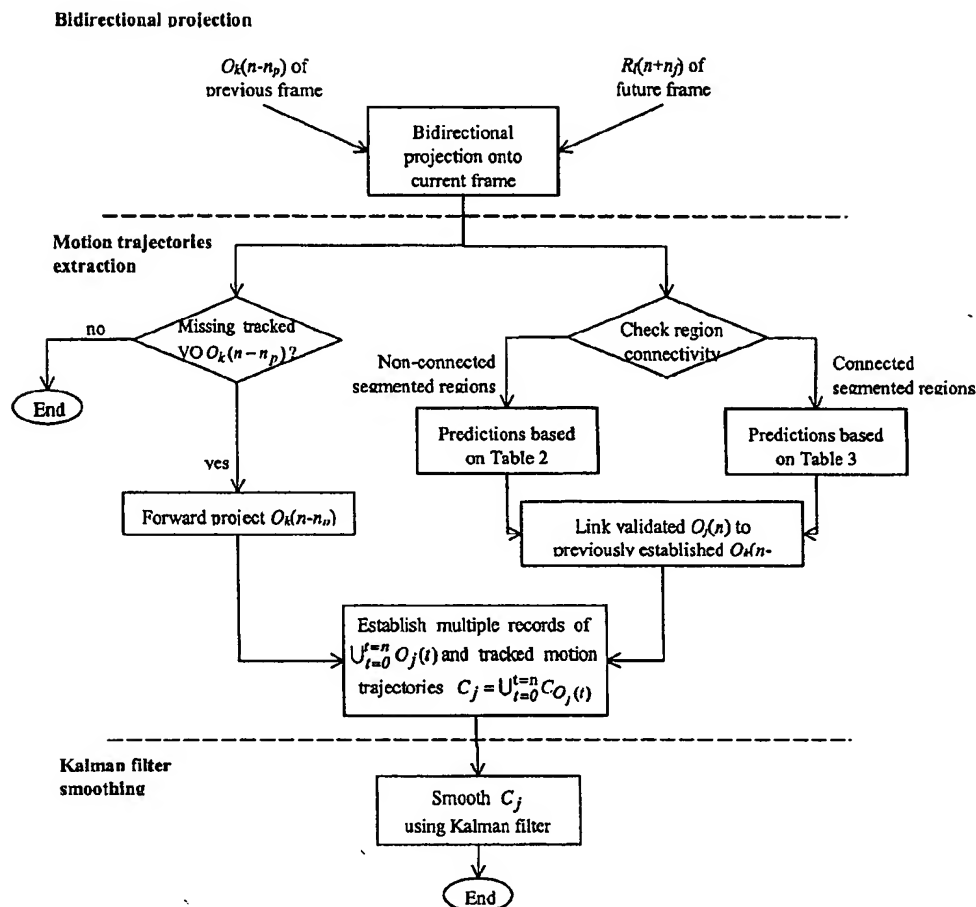 Bidirectional projection
Oₖ(n-nₚ) of
previous frame
Rₗ(n+n_f) of
future frame
Bidirectional
projection onto
current frame
Motion trajectories
extraction
no
Missing tracked
VO Oₖ(n − nₚ)?
End
yes
Forward project Oₖ(n-nₚ)
Check region
connectivity
Non-connected
segmented regions
Connected
segmented regions
Predictions based
on Table 2
Predictions based
on Table 3
Link validated Oⱼ(n) to
previously established Oₖ(n-
Establish multiple records of
⋃_{t=0}^{t=n} Oⱼ(t) and tracked motion
trajectories Cⱼ = ⋃_{t=0}^{t=n} C_{Oⱼ(t)}
Kalman filter
smoothing
Smooth Cⱼ
using Kalman filter
End